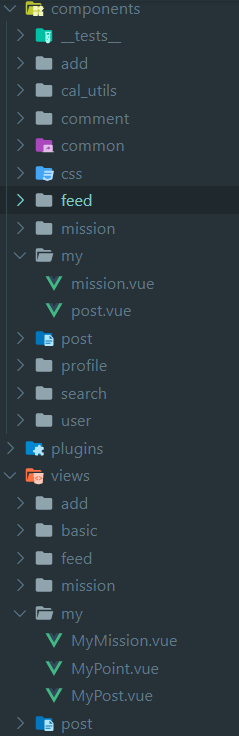 components
__tests__
add
cal_utils
comment
common
css
feed
mission
my
mission.vue
post.vue
post
profile
search
user
plugins
views
add
basic
feed
mission
my
MyMission.vue
MyPoint.vue
MyPost.vue
post